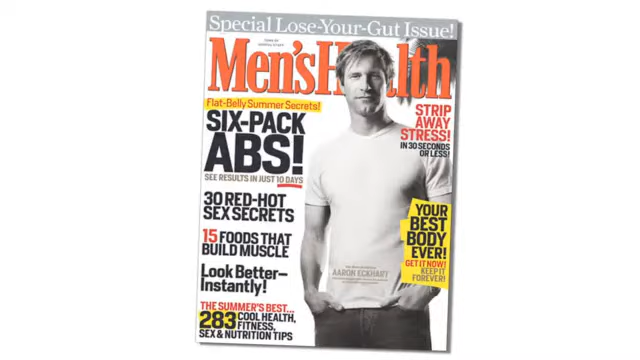 Special Lose-Your-Gut Issue!
Men'sHealth
Flat-Belly Summer Secrets!
SIX-PACK
ABS!
SEE RESULTS IN JUST 10 DAYS
30 RED-HOT
SEX SECRETS
15 FOODS THAT
BUILD MUSCLE
Look Better–
Instantly!
THE SUMMER'S BEST...
283 COOL HEALTH,
FITNESS,
SEX & NUTRITION TIPS
STRIP
AWAY
STRESS!
IN 30 SECONDS
OR LESS!
YOUR
BEST
BODY
EVER!
GET IT NOW!
KEEP IT
FOREVER!
AARON ECKHART